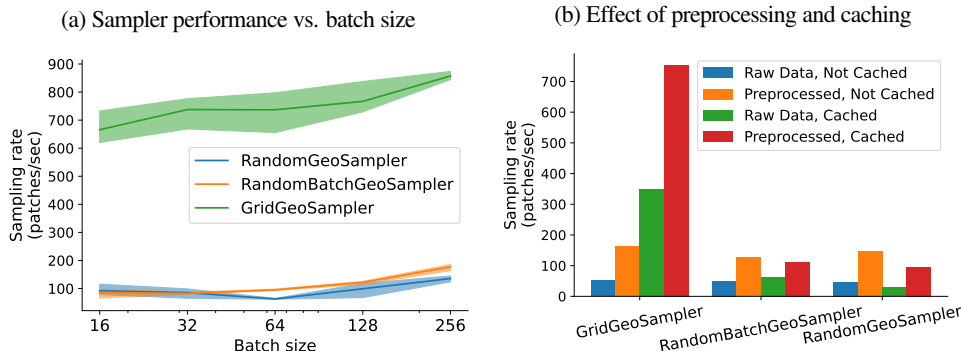 (a) Sampler performance vs. batch size
900
800
700
600
500
400
300
200
100
Sampling rate
(patches/sec)
RandomGeoSampler
RandomBatchGeoSampler
GridGeoSampler
16
32
64
128
256
Batch size
(b) Effect of preprocessing and caching
700
600
500
400
300
200
100
0
Sampling rate
(patches/sec)
Raw Data, Not Cached
Preprocessed, Not Cached
Raw Data, Cached
Preprocessed, Cached
GridGeoSampler
RandomBatchGeoSampler
RandomGeoSampler